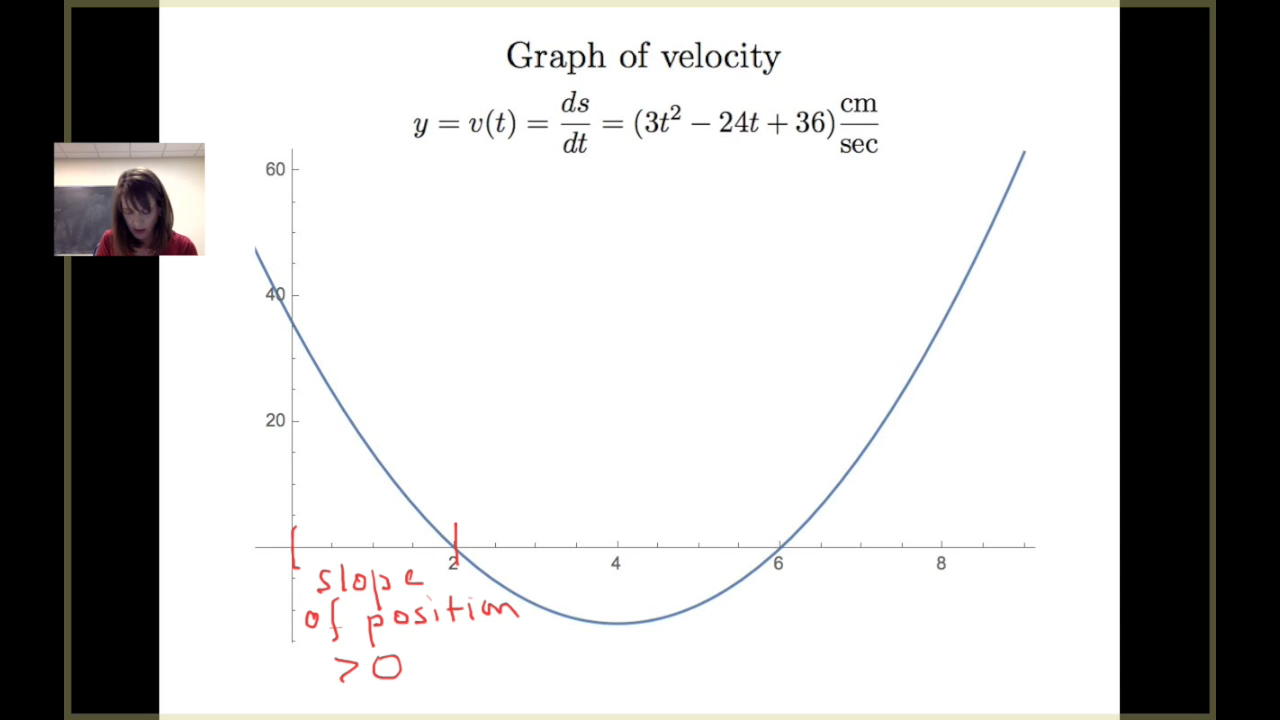 Graph of velocity
y = v(t) = ds/dt = (3t² − 24t + 36) cm/sec
60
40
20
2
4
6
8
slope
of position
> 0